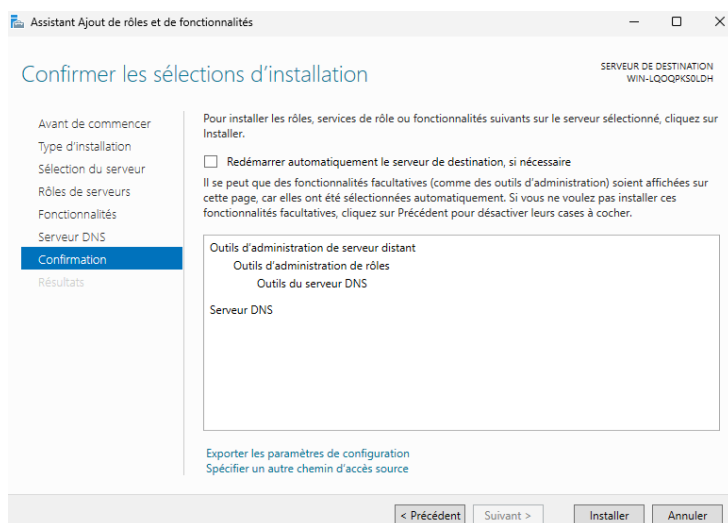 Assistant Ajout de rôles et de fonctionnalités
Confirmer les sélections d'installation
SERVEUR DE DESTINATION
WIN-LQOQPKS0LDH
Avant de commencer
Type d'installation
Sélection du serveur
Rôles de serveurs
Fonctionnalités
Serveur DNS
Confirmation
Résultats
Pour installer les rôles, services de rôle ou fonctionnalités suivants sur le serveur sélectionné, cliquez sur
Installer.
Redémarrer automatiquement le serveur de destination, si nécessaire
Il se peut que des fonctionnalités facultatives (comme des outils d'administration) soient affichées sur
cette page, car elles ont été sélectionnées automatiquement. Si vous ne voulez pas installer ces
fonctionnalités facultatives, cliquez sur Précédent pour désactiver leurs cases à cocher.
Outils d'administration de serveur distant
Outils d'administration de rôles
Outils du serveur DNS
Serveur DNS
Exporter les paramètres de configuration
Spécifier un autre chemin d'accès source
< Précédent
Suivant >
Installer
Annuler